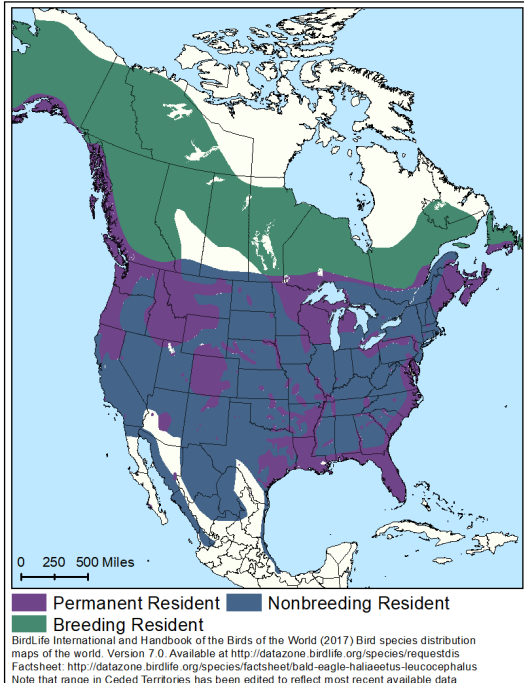 0 250 500 Miles
Permanent Resident Nonbreeding Resident
Breeding Resident
BirdLife International and Handbook of the Birds of the World (2017) Bird species distribution
maps of the world. Version 7.0. Available at http://datazone.birdlife.org/species/requestdis
Factsheet: http://datazone.birdlife.org/species/factsheet/bald-eagle-haliaeetus-leucocephalus
Note that range in Ceded Territories has been edited to reflect most recent available data